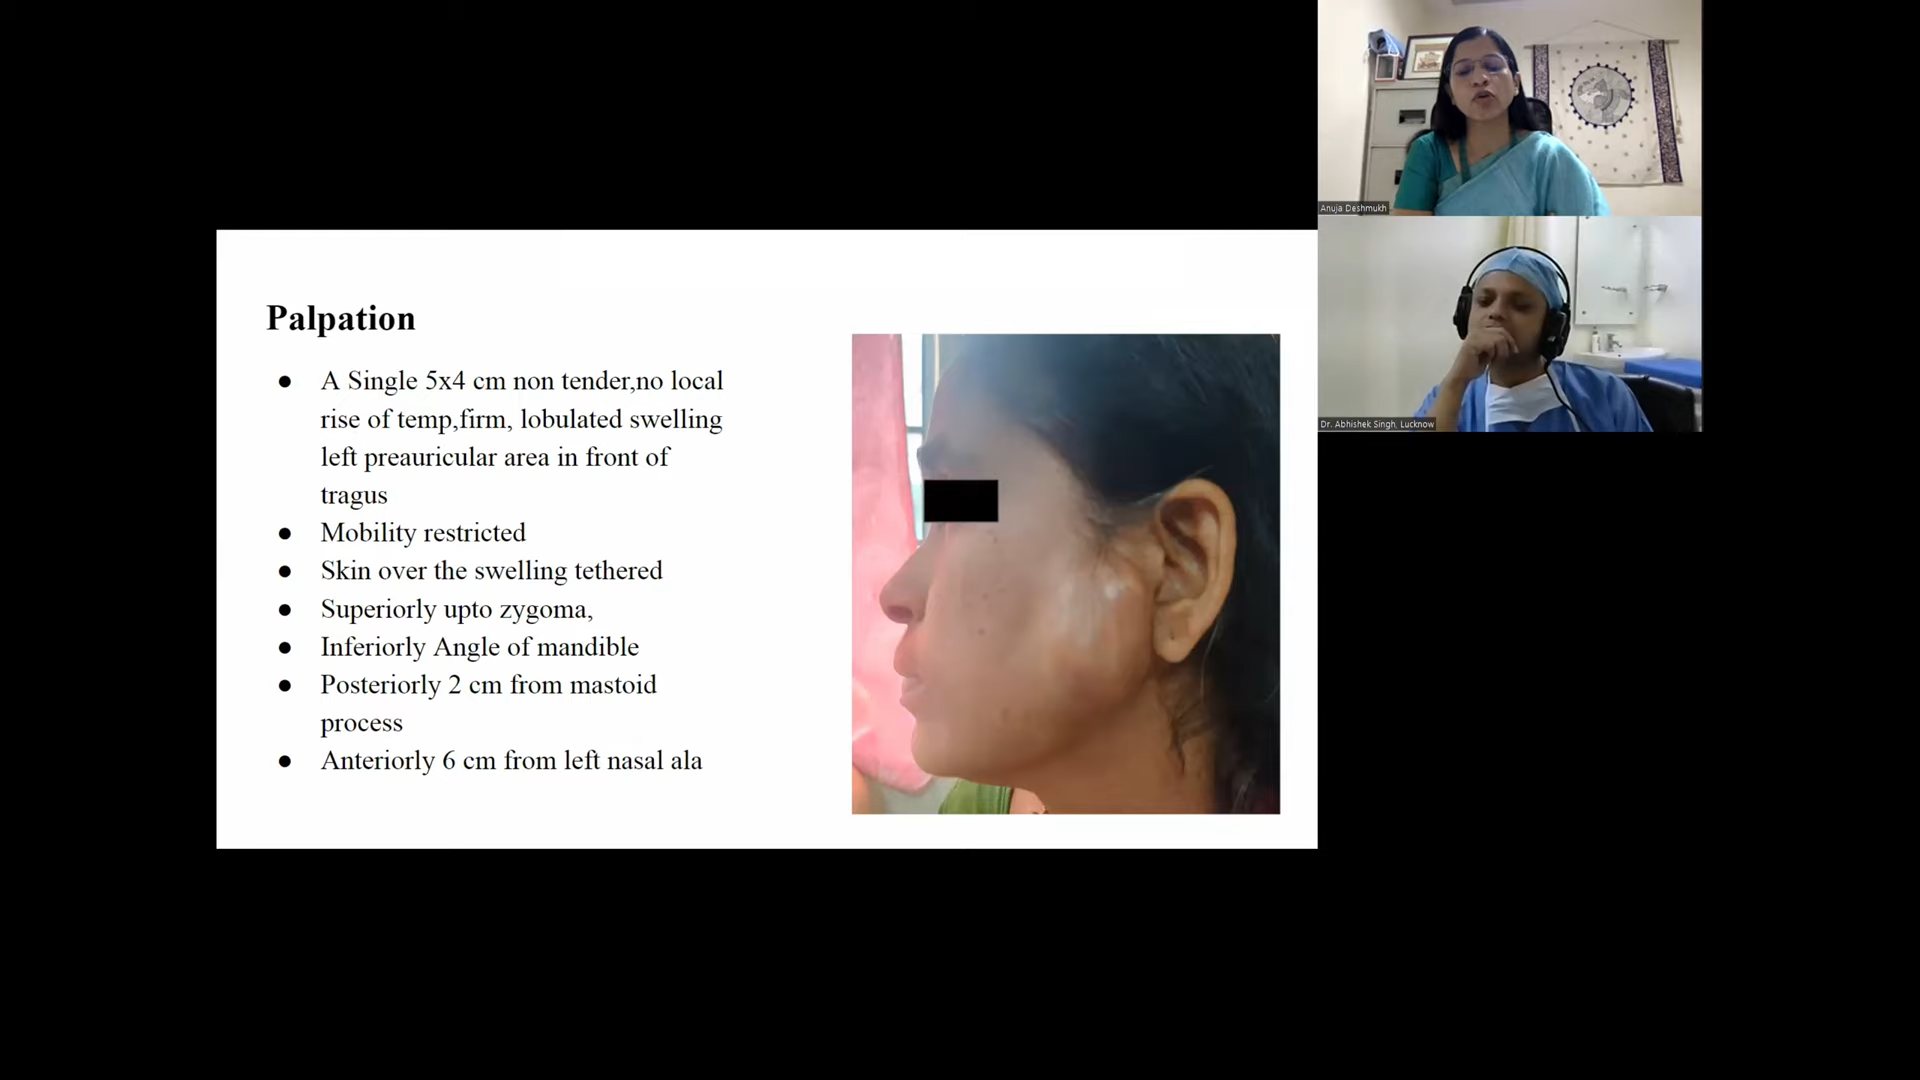 Anuja Deshmukh
Dr. Abhishek Singh, Lucknow
Palpation
● A Single 5x4 cm non tender,no local
rise of temp,firm, lobulated swelling
left preauricular area in front of
tragus
● Mobility restricted
● Skin over the swelling tethered
● Superiorly upto zygoma,
● Inferiorly Angle of mandible
● Posteriorly 2 cm from mastoid
process
● Anteriorly 6 cm from left nasal ala